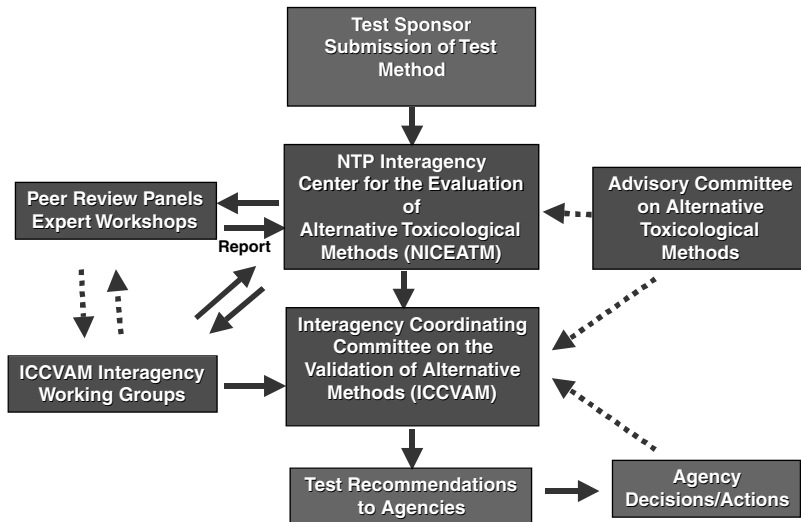 Test Sponsor
Submission of Test
Method
NTP Interagency
Center for the Evaluation
of
Alternative Toxicological
Methods (NICEATM)
Peer Review Panels
Expert Workshops
Report
Advisory Committee
on Alternative
Toxicological
Methods
Interagency Coordinating
Committee on the
Validation of Alternative
Methods (ICCVAM)
ICCVAM Interagency
Working Groups
Test Recommendations
to Agencies
Agency
Decisions/Actions